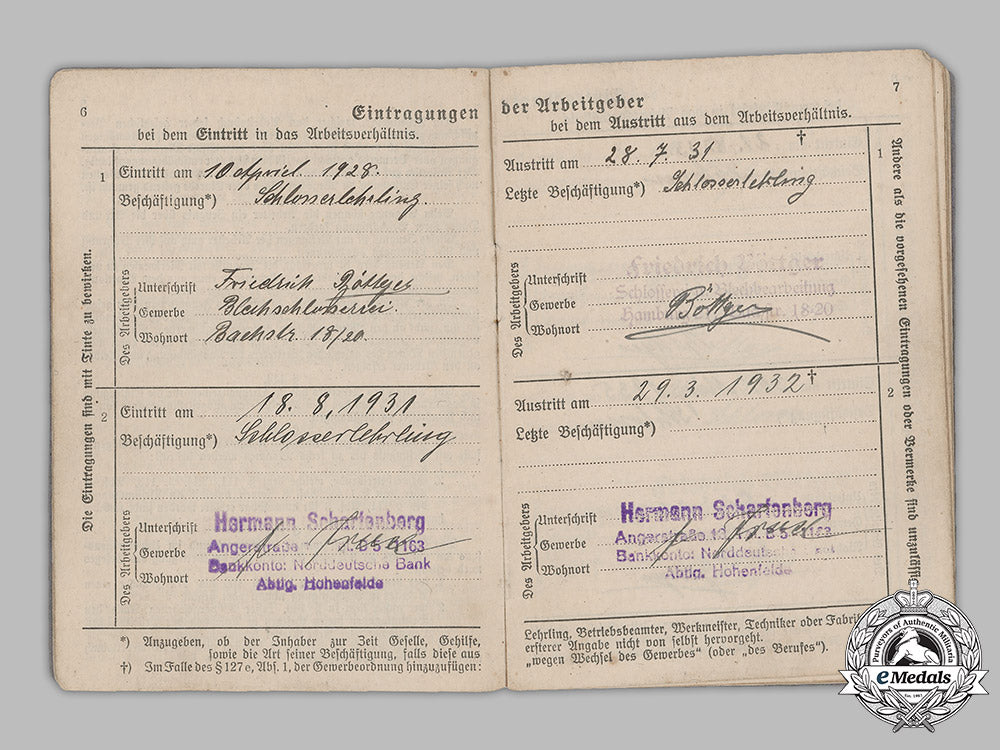 6
Eintragungen
bei dem Eintritt in das Arbeitsverhältnis.
Die Eintragungen sind mit Tinte zu bewirken.
1
Eintritt am 10 April 1928.
Beschäftigung*) Schlosserlehrling.
Des Arbeitgebers
Unterschrift Friedrich Böttger
Gewerbe Blechschlosserei.
Wohnort Bachstr. 18/20.
2
Eintritt am 18. 8. 1931
Beschäftigung*) Schlosserlehrling
Des Arbeitgebers
Unterschrift
Gewerbe
Wohnort
Hermann Scharfenberg
Angerstraße
Bankkonto: Norddeutsche Bank
Abtlg. Hohenfelde
*) Anzugeben, ob der Inhaber zur Zeit Geselle, Gehilfe,
sowie die Art seiner Beschäftigung, falls diese aus
†) Im Falle des § 127e, Abs. 1, der Gewerbeordnung hinzuzufügen:
7
der Arbeitgeber
bei dem Austritt aus dem Arbeitsverhältnis.
1
Austritt am 28. 7. 31 †
Letzte Beschäftigung*) Schlosserlehrling
Des Arbeitgebers
Unterschrift
Gewerbe
Wohnort
Friedrich Böttger
Schlosserei Blechbearbeitung
18-20
Böttger
2
Austritt am 29. 3. 1932 †
Letzte Beschäftigung*)
Des Arbeitgebers
Unterschrift
Gewerbe
Wohnort
Hermann Scharfenberg
Angerstraße
Bankkonto: Norddeutsche
Abtlg. Hohenfelde
Andere als die vorgesehenen Eintragungen oder Vermerke sind
Lehrling, Betriebsbeamter, Werkmeister, Techniker oder
ersterer Angabe nicht von selbst hervorgeht.
„wegen Wechsel des Gewerbes“ (oder „des Berufes“).
Purveyors of Authentic Militaria
eMedals